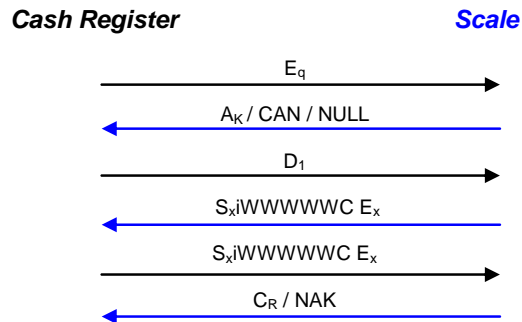 Cash Register Scale
Eq
AK / CAN / NULL
D1
SxiWWWWWC Ex
SxiWWWWWC Ex
CR / NAK